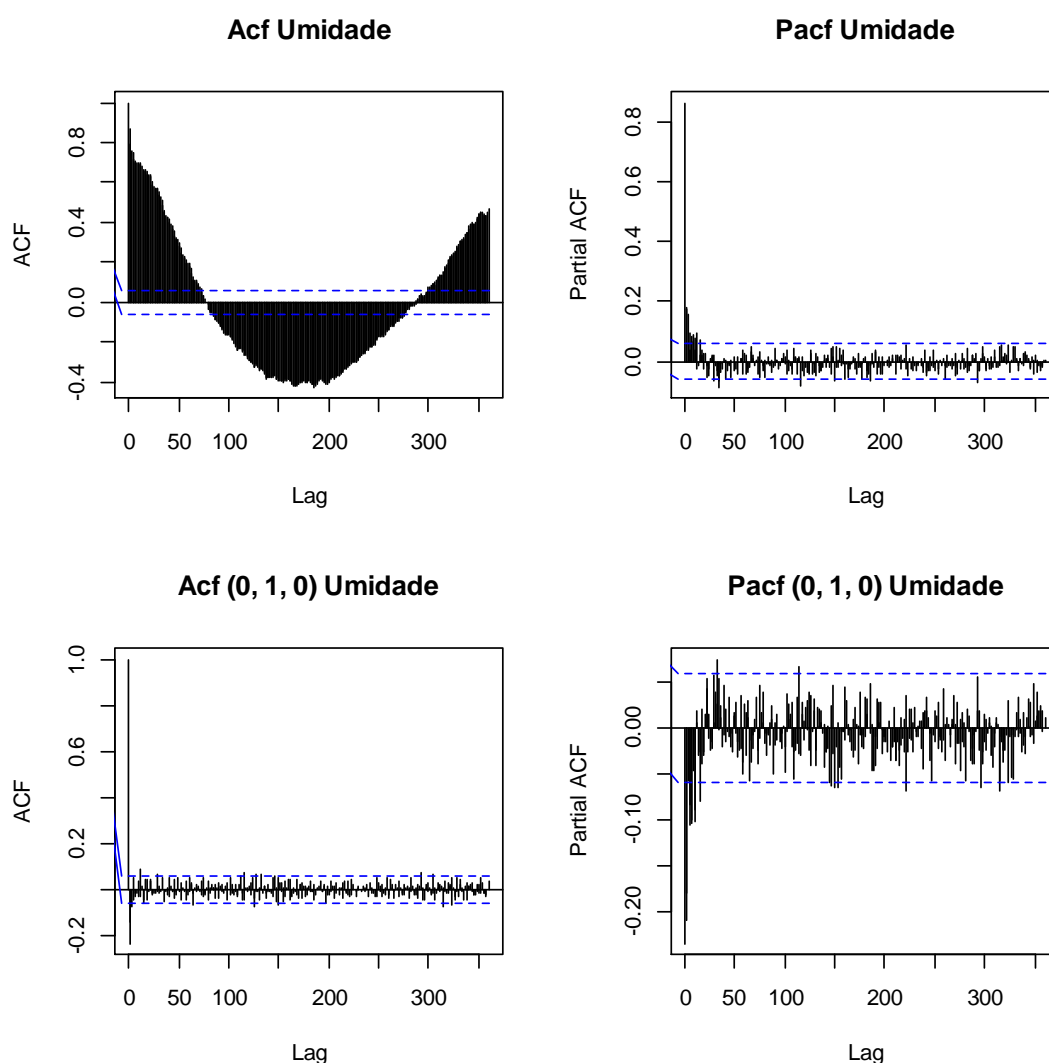 Acf Umidade
ACF
0.8
0.4
0.0
-0.4
0 50 100 200 300
Lag
Pacf Umidade
Partial ACF
0.8
0.6
0.4
0.2
0.0
0 100 200 300
Lag
Acf (0, 1, 0) Umidade
ACF
1.0
0.6
0.2
-0.2
0 50 100 200 300
Lag
Pacf (0, 1, 0) Umidade
Partial ACF
0.00
-0.10
-0.20
0 50 100 200 300
Lag